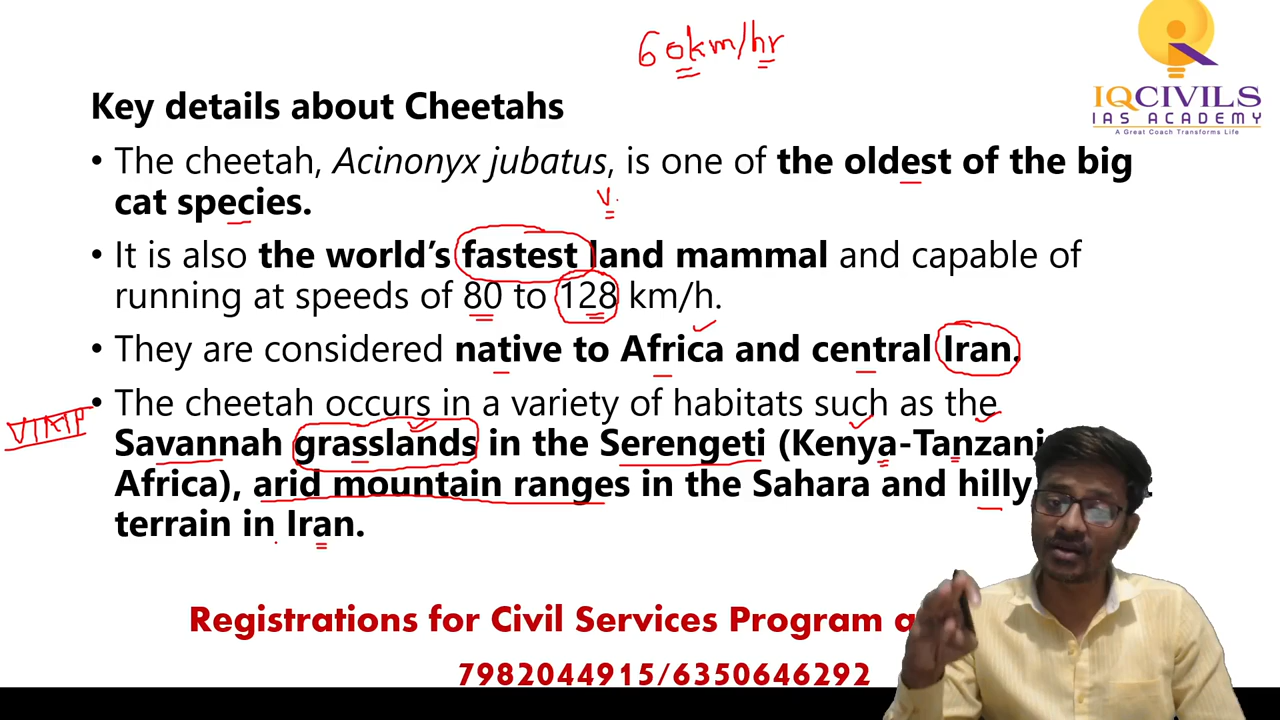 60km/hr
IQCIVILS
IAS ACADEMY
A Great Coach Transforms Life
Key details about Cheetahs
• The cheetah, Acinonyx jubatus, is one of the oldest of the big
cat species.
V.
• It is also the world's fastest land mammal and capable of
running at speeds of 80 to 128 km/h.
• They are considered native to Africa and central Iran.
• The cheetah occurs in a variety of habitats such as the
Savannah grasslands in the Serengeti (Kenya-Tanzani
Africa), arid mountain ranges in the Sahara and hilly
terrain in Iran.
Registrations for Civil Services Program
7982044915/6350646292